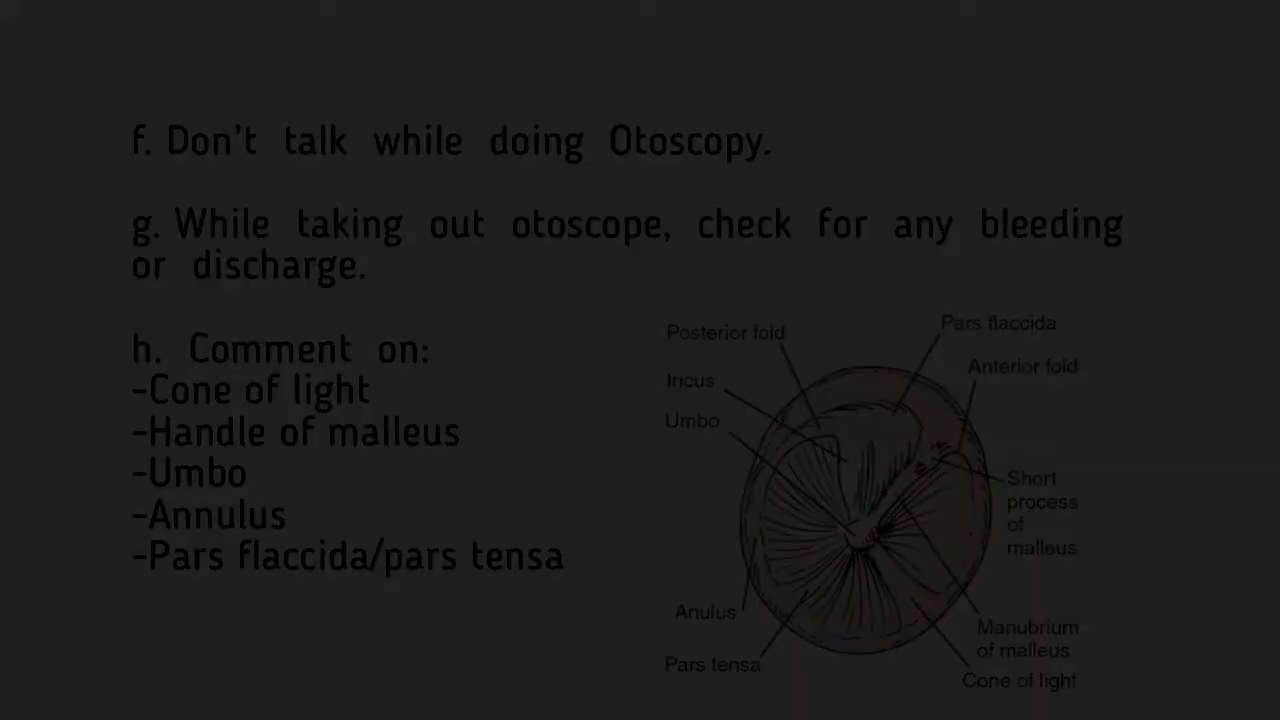 f. Don't talk while doing Otoscopy.
g. While taking out otoscope, check for any bleeding
or discharge.
h. Comment on:
-Cone of light
-Handle of malleus
-Umbo
-Annulus
-Pars flaccida/pars tensa
Posterior fold
Pars flaccida
Anterior fold
Incus
Umbo
Short
process
of
malleus
Anulus
Manubrium
of malleus
Pars tensa
Cone of light